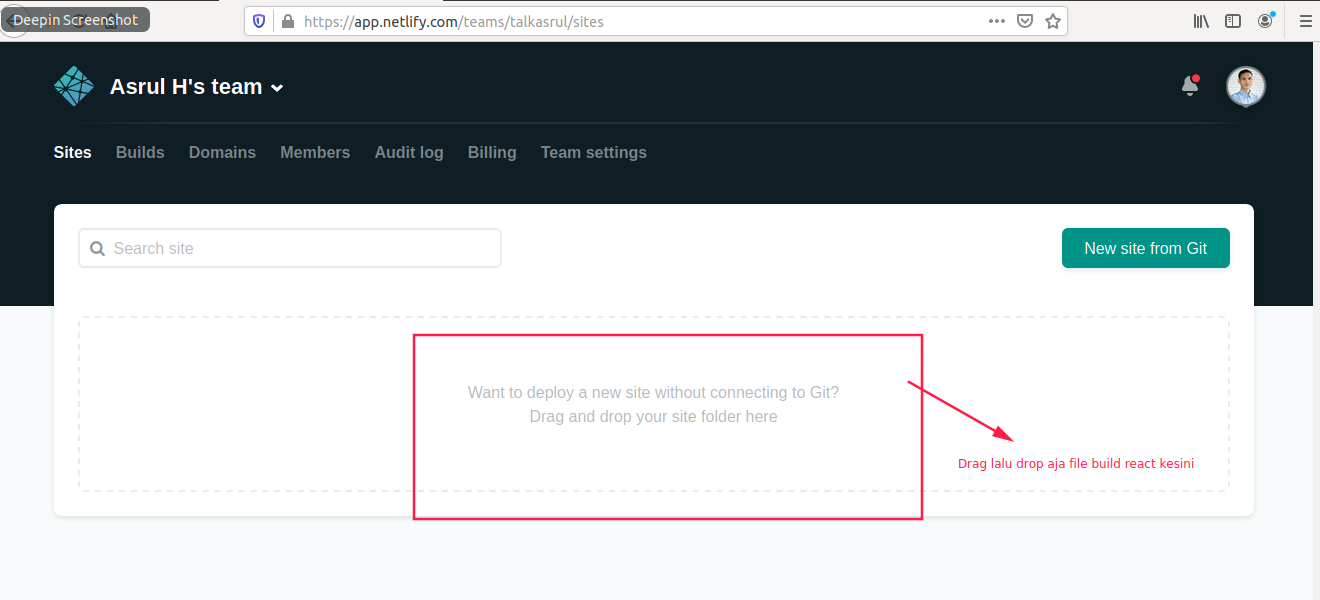 Deepin Screenshot
https://app.netlify.com/teams/talkasrul/sites
Asrul H's team
Sites Builds Domains Members Audit log Billing Team settings
Search site
New site from Git
Want to deploy a new site without connecting to Git?
Drag and drop your site folder here
Drag lalu drop aja file build react kesini